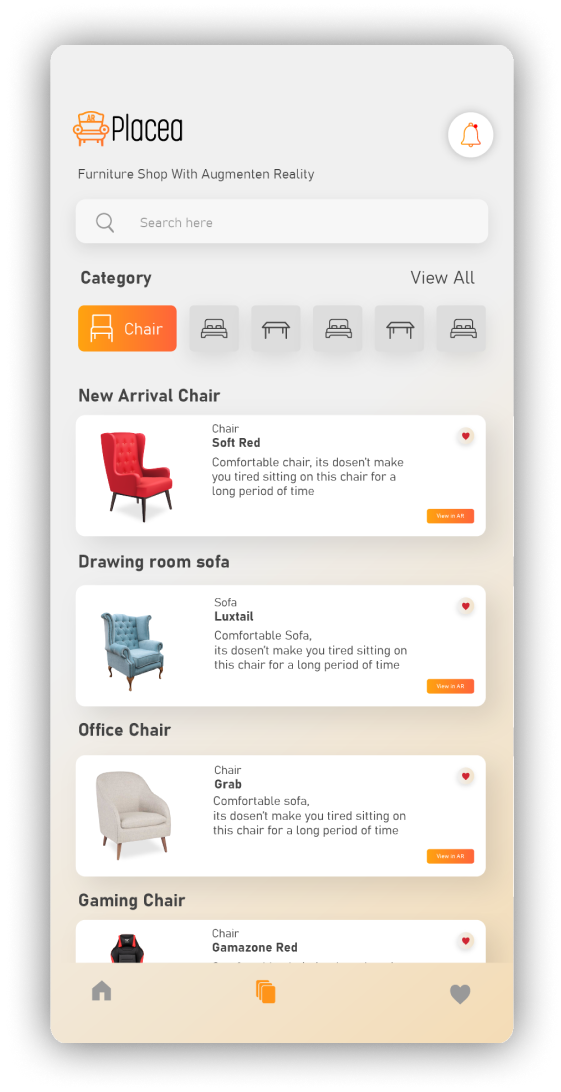 AR
Placea
Furniture Shop With Augmenten Reality
Search here
Category
View All
Chair
New Arrival Chair
Chair
Soft Red
Comfortable chair, its dosen't make
you tired sitting on this chair for a
long period of time
View in AR
Drawing room sofa
Sofa
Luxtail
Comfortable Sofa,
its dosen't make you tired sitting on
this chair for a long period of time
View in AR
Office Chair
Chair
Grab
Comfortable sofa,
its dosen't make you tired sitting on
this chair for a long period of time
View in AR
Gaming Chair
Chair
Gamazone Red